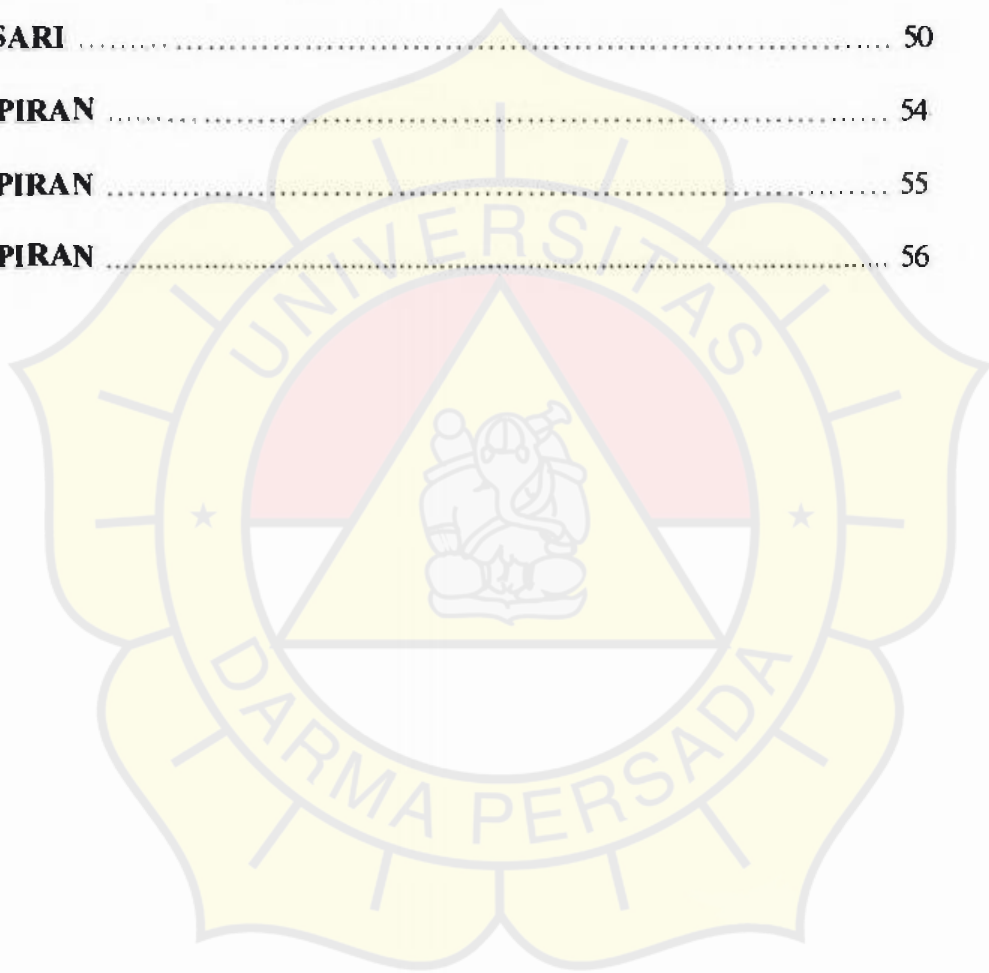 SARI ........................................ 50
PIRAN ........................................ 54
PIRAN ........................................ 55
PIRAN ........................................ 56
UNIVERSITAS
DARMA PERSADA